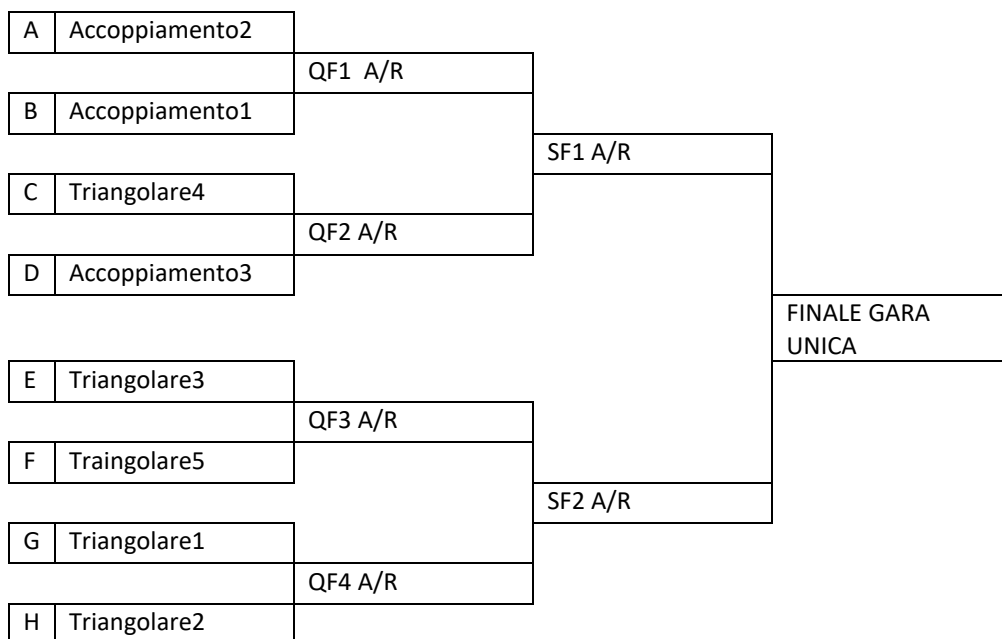 A Accoppiamento2
QF1 A/R
B Accoppiamento1
SF1 A/R
C Triangolare4
QF2 A/R
D Accoppiamento3
FINALE GARA
UNICA
E Triangolare3
QF3 A/R
F Traingolare5
SF2 A/R
G Triangolare1
QF4 A/R
H Triangolare2